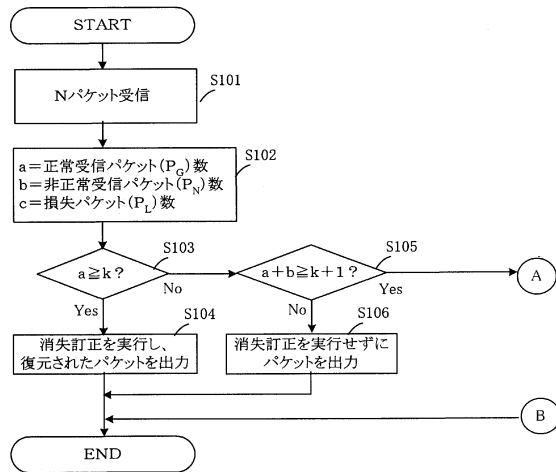 START
S101
Nパケット受信
S102
a=正常受信パケット(PG)数
b=非正常受信パケット(PN)数
c=損失パケット(PL)数
S103
a≧k?
No
Yes
S105
a+b≧k+1?
Yes
No
A
S104
消失訂正を実行し、
復元されたパケットを出力
S106
消失訂正を実行せずに
パケットを出力
B
END